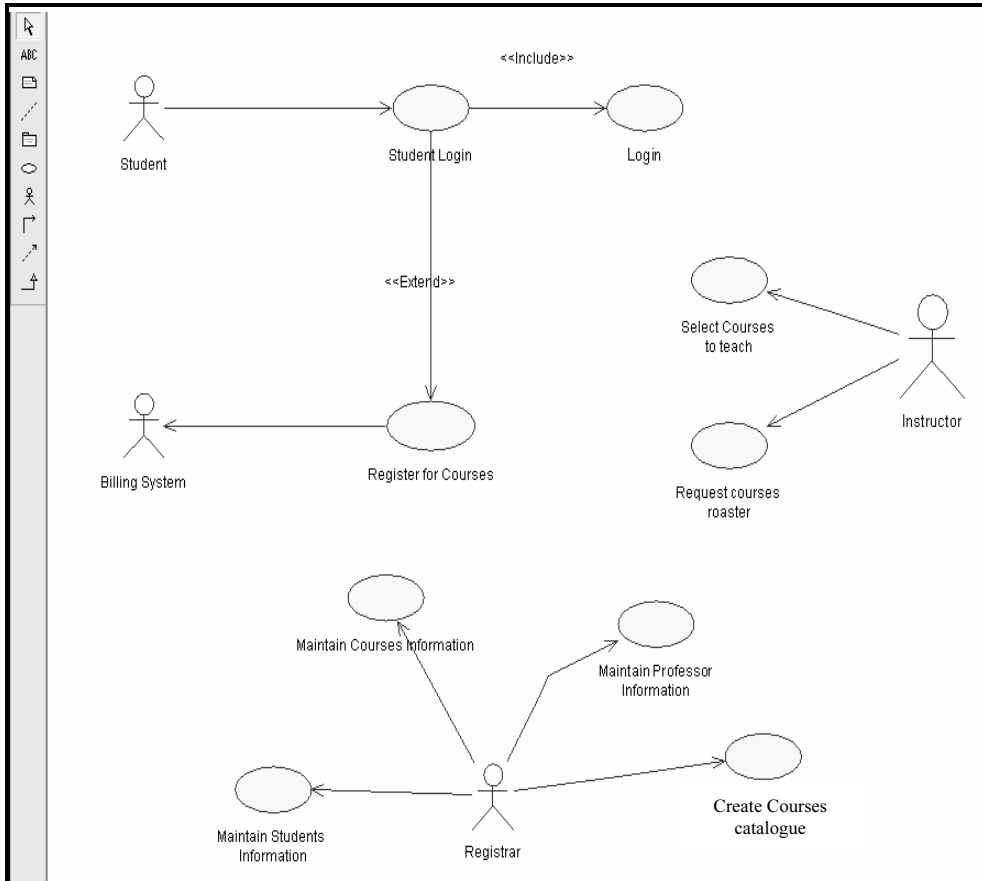 ABC
<<Include>>
Student
Student Login
Login
<<Extend>>
Select Courses
to teach
Instructor
Billing System
Register for Courses
Request courses
roaster
Maintain Courses Information
Maintain Professor
Information
Create Courses
catalogue
Maintain Students
Information
Registrar